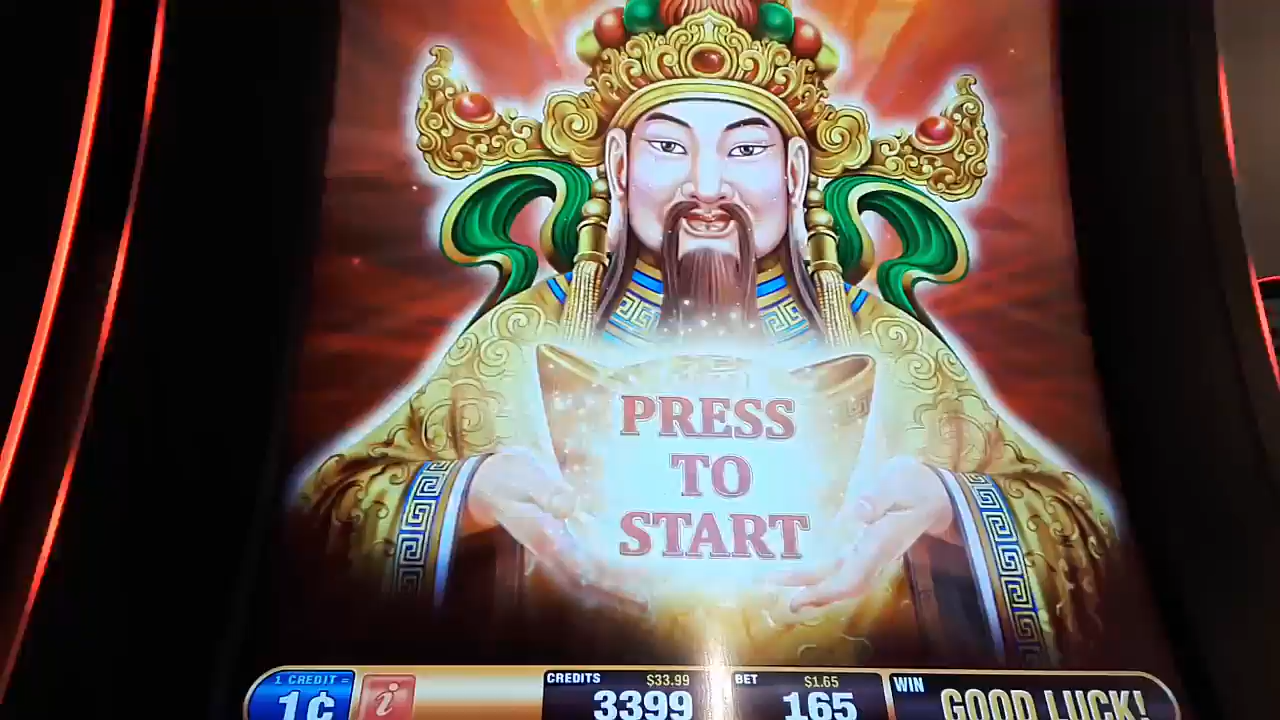 PRESS
TO
START
1 CREDIT =
1¢
i
CREDITS $33.99
3399
BET $1.65
165
WIN
GOOD LUCK!